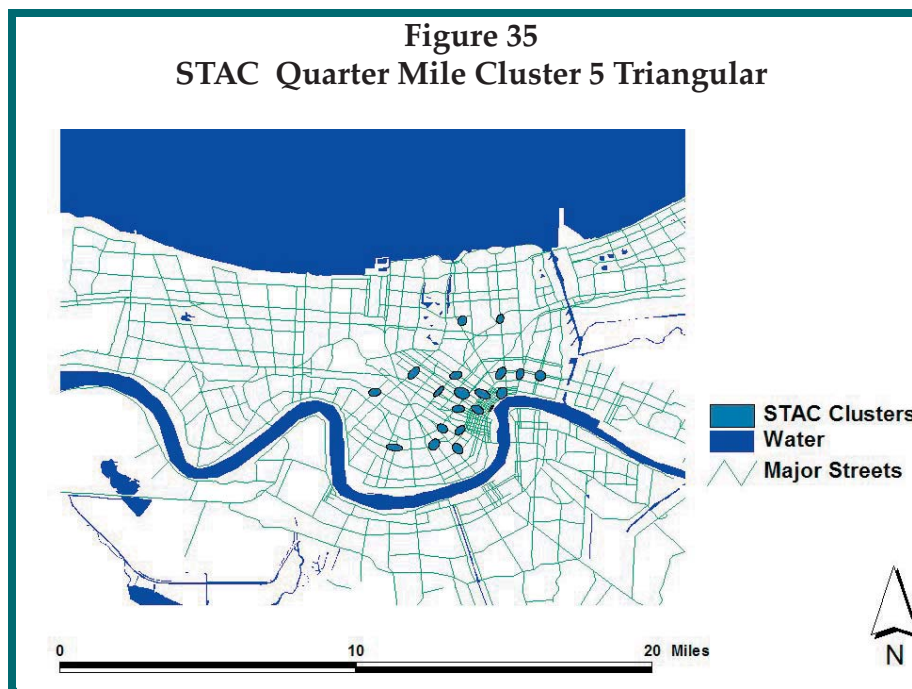 Figure 35
STAC Quarter Mile Cluster 5 Triangular
STAC Clusters
Water
Major Streets
0 10 20 Miles
N